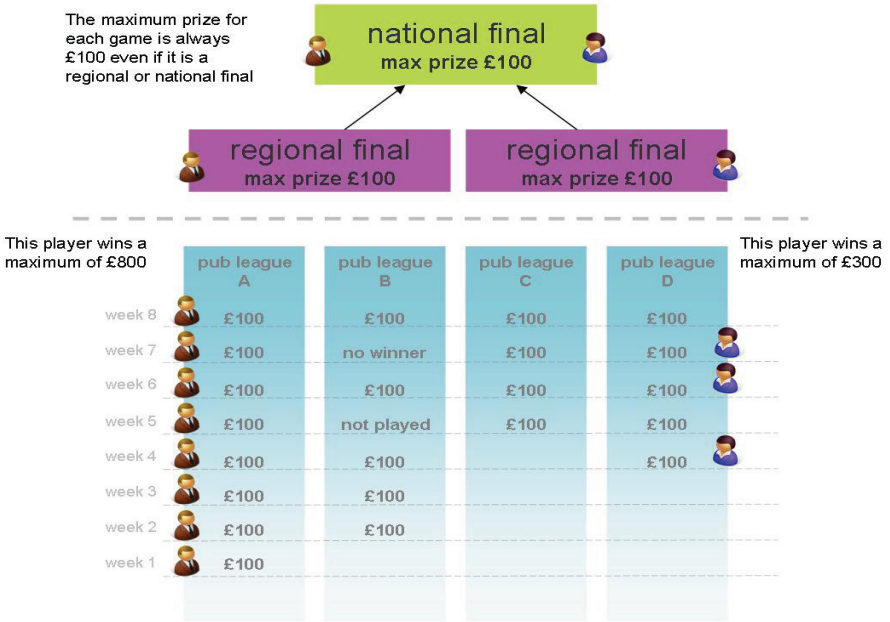 The maximum prize for
each game is always
£100 even if it is a
regional or national final
national final
max prize £100
regional final
max prize £100
regional final
max prize £100
This player wins a
maximum of £800
This player wins a
maximum of £300
pub league
A
pub league
B
pub league
C
pub league
D
week 8 £100 £100 £100 £100
week 7 £100 no winner £100 £100
week 6 £100 £100 £100 £100
week 5 £100 not played £100 £100
week 4 £100 £100 £100
week 3 £100 £100
week 2 £100 £100
week 1 £100